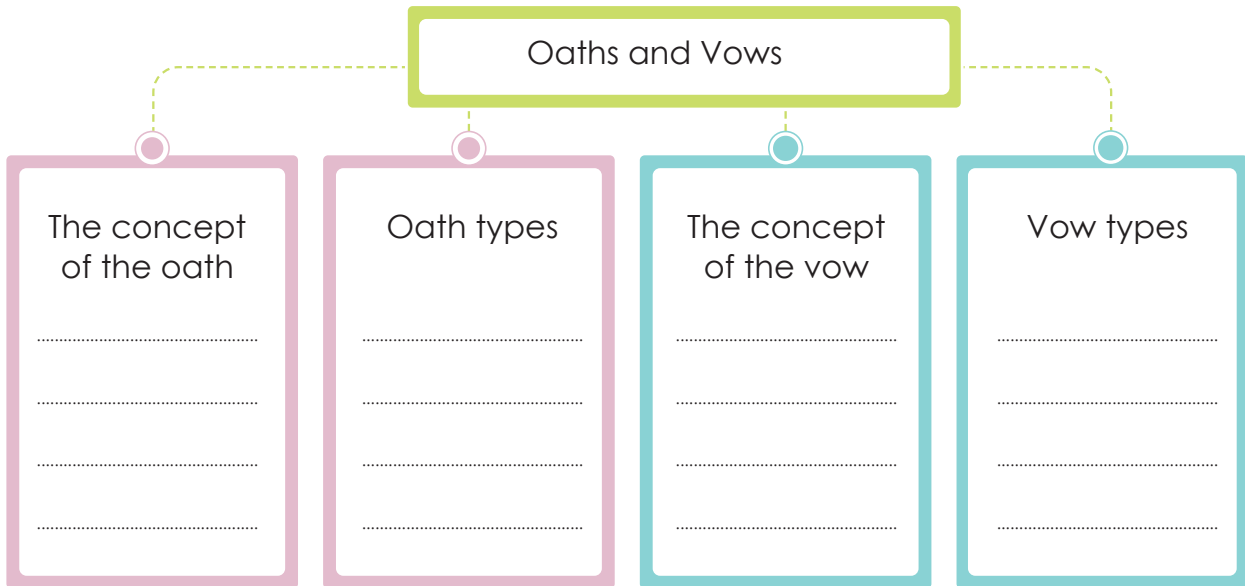 Oaths and Vows
The concept
of the oath
Oath types
The concept
of the vow
Vow types